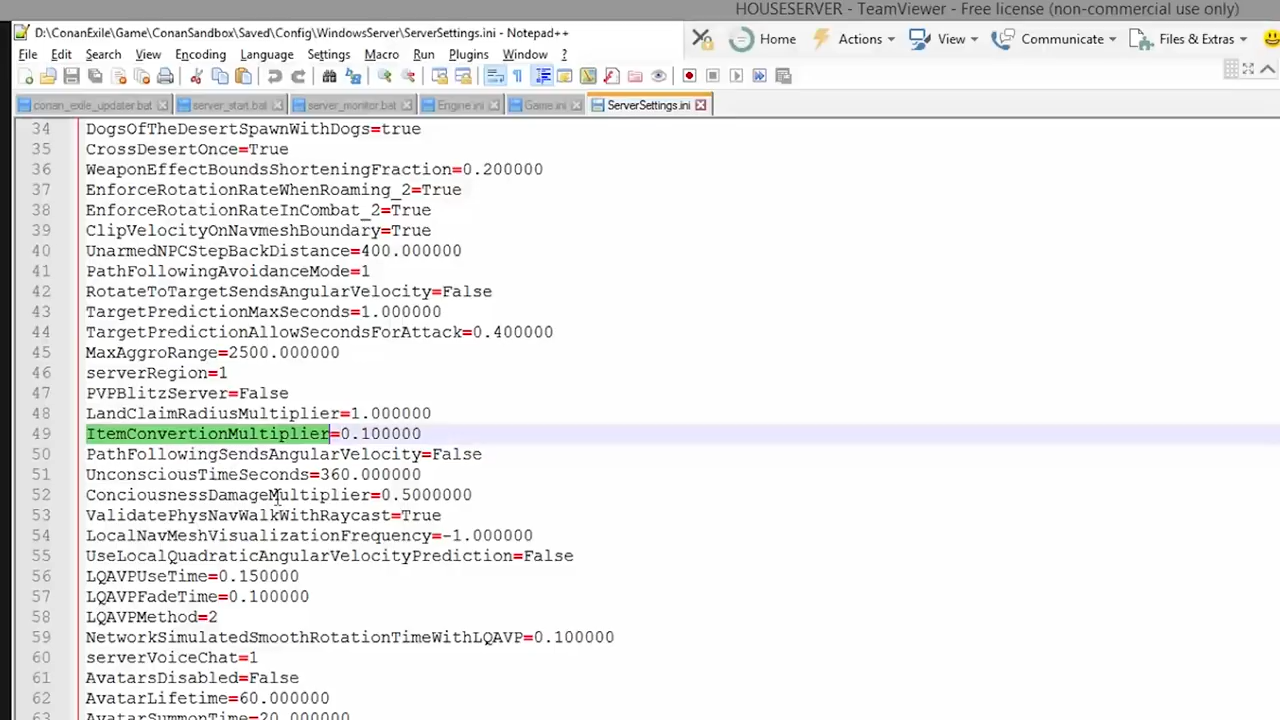 HOUSESERVER - TeamViewer - Free license (non-commercial use only)
D:\ConanExile\Game\ConanSandbox\Saved\Config\WindowsServer\ServerSettings.ini - Notepad++
Home Actions View Communicate Files & Extras
File Edit Search View Encoding Language Settings Macro Run Plugins Window ?
conan_exile_updater.bat server_start.bat server_monitor.bat Engine.ini Game.ini ServerSettings.ini
34 DogsOfTheDesertSpawnWithDogs=true
35 CrossDesertOnce=True
36 WeaponEffectBoundsShorteningFraction=0.200000
37 EnforceRotationRateWhenRoaming_2=True
38 EnforceRotationRateInCombat_2=True
39 ClipVelocityOnNavmeshBoundary=True
40 UnarmedNPCStepBackDistance=400.000000
41 PathFollowingAvoidanceMode=1
42 RotateToTargetSendsAngularVelocity=False
43 TargetPredictionMaxSeconds=1.000000
44 TargetPredictionAllowSecondsForAttack=0.400000
45 MaxAggroRange=2500.000000
46 serverRegion=1
47 PVPBlitzServer=False
48 LandClaimRadiusMultiplier=1.000000
49 ItemConvertionMultiplier=0.100000
50 PathFollowingSendsAngularVelocity=False
51 UnconsciousTimeSeconds=360.000000
52 ConciousnessDamageMultiplier=0.5000000
53 ValidatePhysNavWalkWithRaycast=True
54 LocalNavMeshVisualizationFrequency=-1.000000
55 UseLocalQuadraticAngularVelocityPrediction=False
56 LQAVPUseTime=0.150000
57 LQAVPFadeTime=0.100000
58 LQAVPMethod=2
59 NetworkSimulatedSmoothRotationTimeWithLQAVP=0.100000
60 serverVoiceChat=1
61 AvatarsDisabled=False
62 AvatarLifetime=60.000000
63 AvatarSummonTime=20.000000